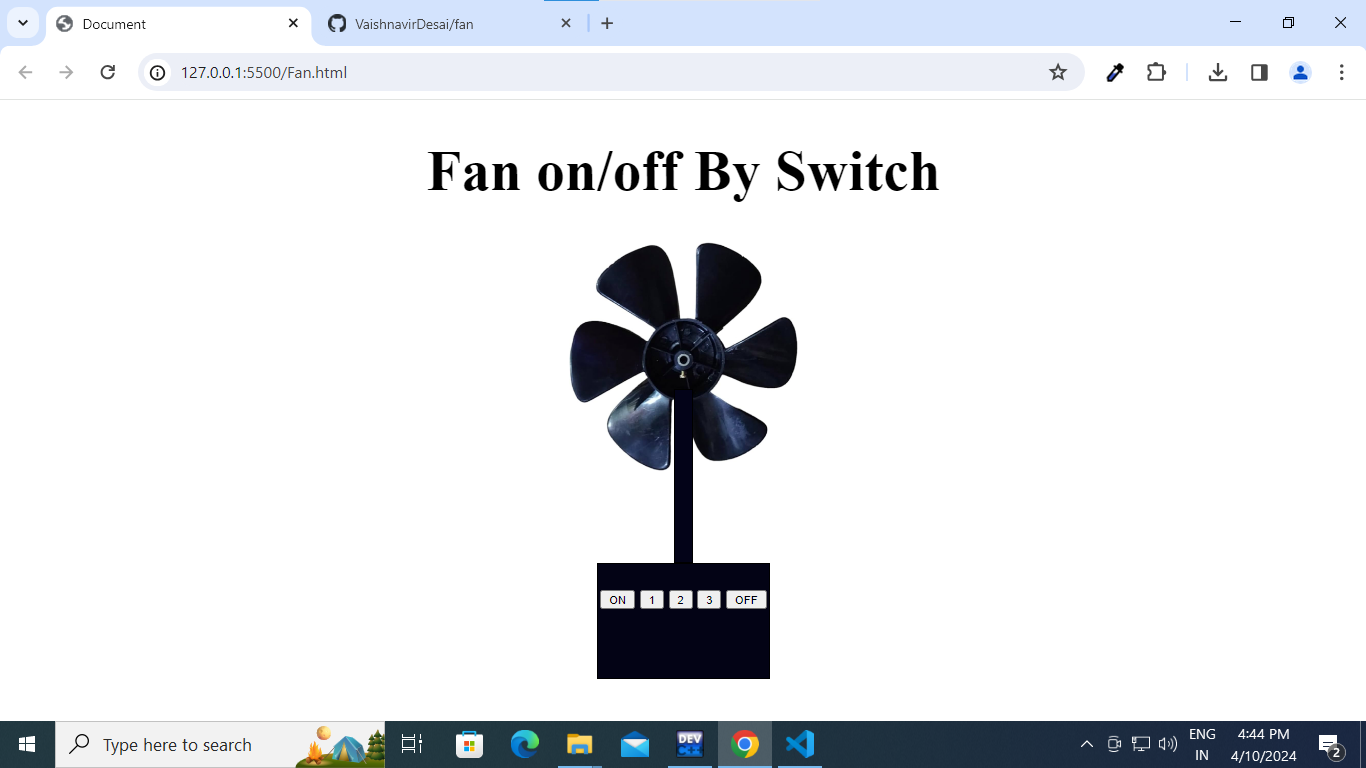 Document
VaishnavirDesai/fan
127.0.0.1:5500/Fan.html
Fan on/off By Switch
ON 1 2 3 OFF
Type here to search
DEV
ENG
IN
4:44 PM
4/10/2024
2